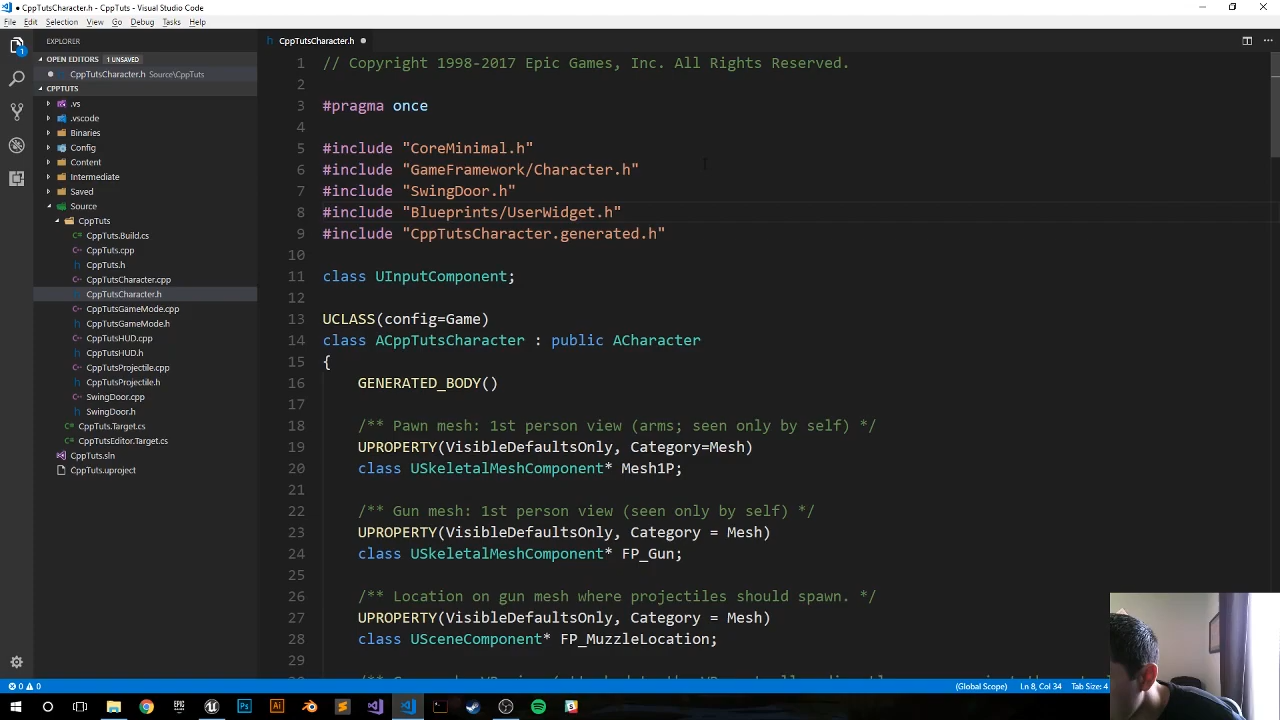 CppTutsCharacter.h - CppTuts - Visual Studio Code
File Edit Selection View Go Debug Tasks Help
EXPLORER
CppTutsCharacter.h
OPEN EDITORS 1 UNSAVED
CppTutsCharacter.h Source\CppTuts
CPPTUTS
.vs
.vscode
Binaries
Config
Content
Intermediate
Saved
Source
CppTuts
CppTuts.Build.cs
CppTuts.cpp
CppTuts.h
CppTutsCharacter.cpp
CppTutsCharacter.h
CppTutsGameMode.cpp
CppTutsGameMode.h
CppTutsHUD.cpp
CppTutsHUD.h
CppTutsProjectile.cpp
CppTutsProjectile.h
SwingDoor.cpp
SwingDoor.h
CppTuts.Target.cs
CppTutsEditor.Target.cs
CppTuts.sln
CppTuts.uproject
1 // Copyright 1998-2017 Epic Games, Inc. All Rights Reserved.
2
3 #pragma once
4
5 #include "CoreMinimal.h"
6 #include "GameFramework/Character.h"
7 #include "SwingDoor.h"
8 #include "Blueprints/UserWidget.h"
9 #include "CppTutsCharacter.generated.h"
10
11 class UInputComponent;
12
13 UCLASS(config=Game)
14 class ACppTutsCharacter : public ACharacter
15 {
16 GENERATED_BODY()
17
18 /** Pawn mesh: 1st person view (arms; seen only by self) */
19 UPROPERTY(VisibleDefaultsOnly, Category=Mesh)
20 class USkeletalMeshComponent* Mesh1P;
21
22 /** Gun mesh: 1st person view (seen only by self) */
23 UPROPERTY(VisibleDefaultsOnly, Category = Mesh)
24 class USkeletalMeshComponent* FP_Gun;
25
26 /** Location on gun mesh where projectiles should spawn. */
27 UPROPERTY(VisibleDefaultsOnly, Category = Mesh)
28 class USceneComponent* FP_MuzzleLocation;
29
0 0
(Global Scope) Ln 8, Col 34 Tab Size: 4